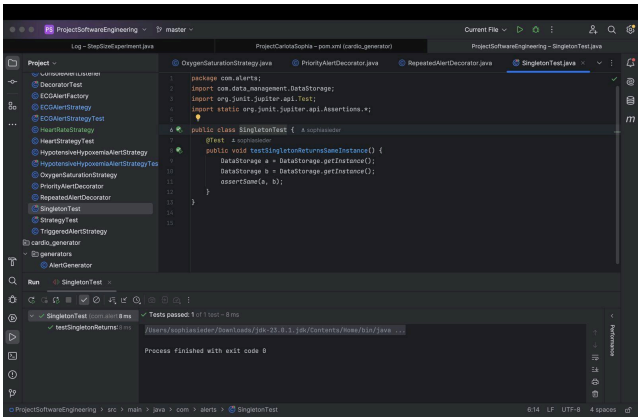 PS ProjectSoftwareEngineering master Current File
Log – StepSizeExperiment.java ProjectCarlotaSophia – pom.xml (cardio_generator) ProjectSoftwareEngineering – SingletonTest.java
Project OxygenSaturationStrategy.java PriorityAlertDecorator.java RepeatedAlertDecorator.java SingletonTest.java
ConsoleAlertListener
DecoratorTest
ECGAlertFactory
ECGAlertStrategy
ECGAlertStrategyTest
HeartRateStrategy
HeartStrategyTest
HypotensiveHypoxemiaAlertStrategy
HypotensiveHypoxemiaAlertStrategyTes
OxygenSaturationStrategy
PriorityAlertDecorator
RepeatedAlertDecorator
SingletonTest
StrategyTest
TriggeredAlertStrategy
cardio_generator
generators
AlertGenerator
1 package com.alerts;
2 import com.data_management.DataStorage;
3 import org.junit.jupiter.api.Test;
4 import static org.junit.jupiter.api.Assertions.*;
5
6 public class SingletonTest { sophiasieder
7 @Test sophiasieder
8 public void testSingletonReturnsSameInstance() {
9 DataStorage a = DataStorage.getInstance();
10 DataStorage b = DataStorage.getInstance();
11 assertSame(a, b);
12 }
13 }
14
15
Run SingletonTest
SingletonTest (com.alert 8 ms
testSingletonReturns 8 ms
Tests passed: 1 of 1 test – 8 ms
/Users/sophiasieder/Downloads/jdk-23.0.1.jdk/Contents/Home/bin/java ...
Process finished with exit code 0
Performance
ProjectSoftwareEngineering > src > main > java > com > alerts > SingletonTest 6:14 LF UTF-8 4 spaces